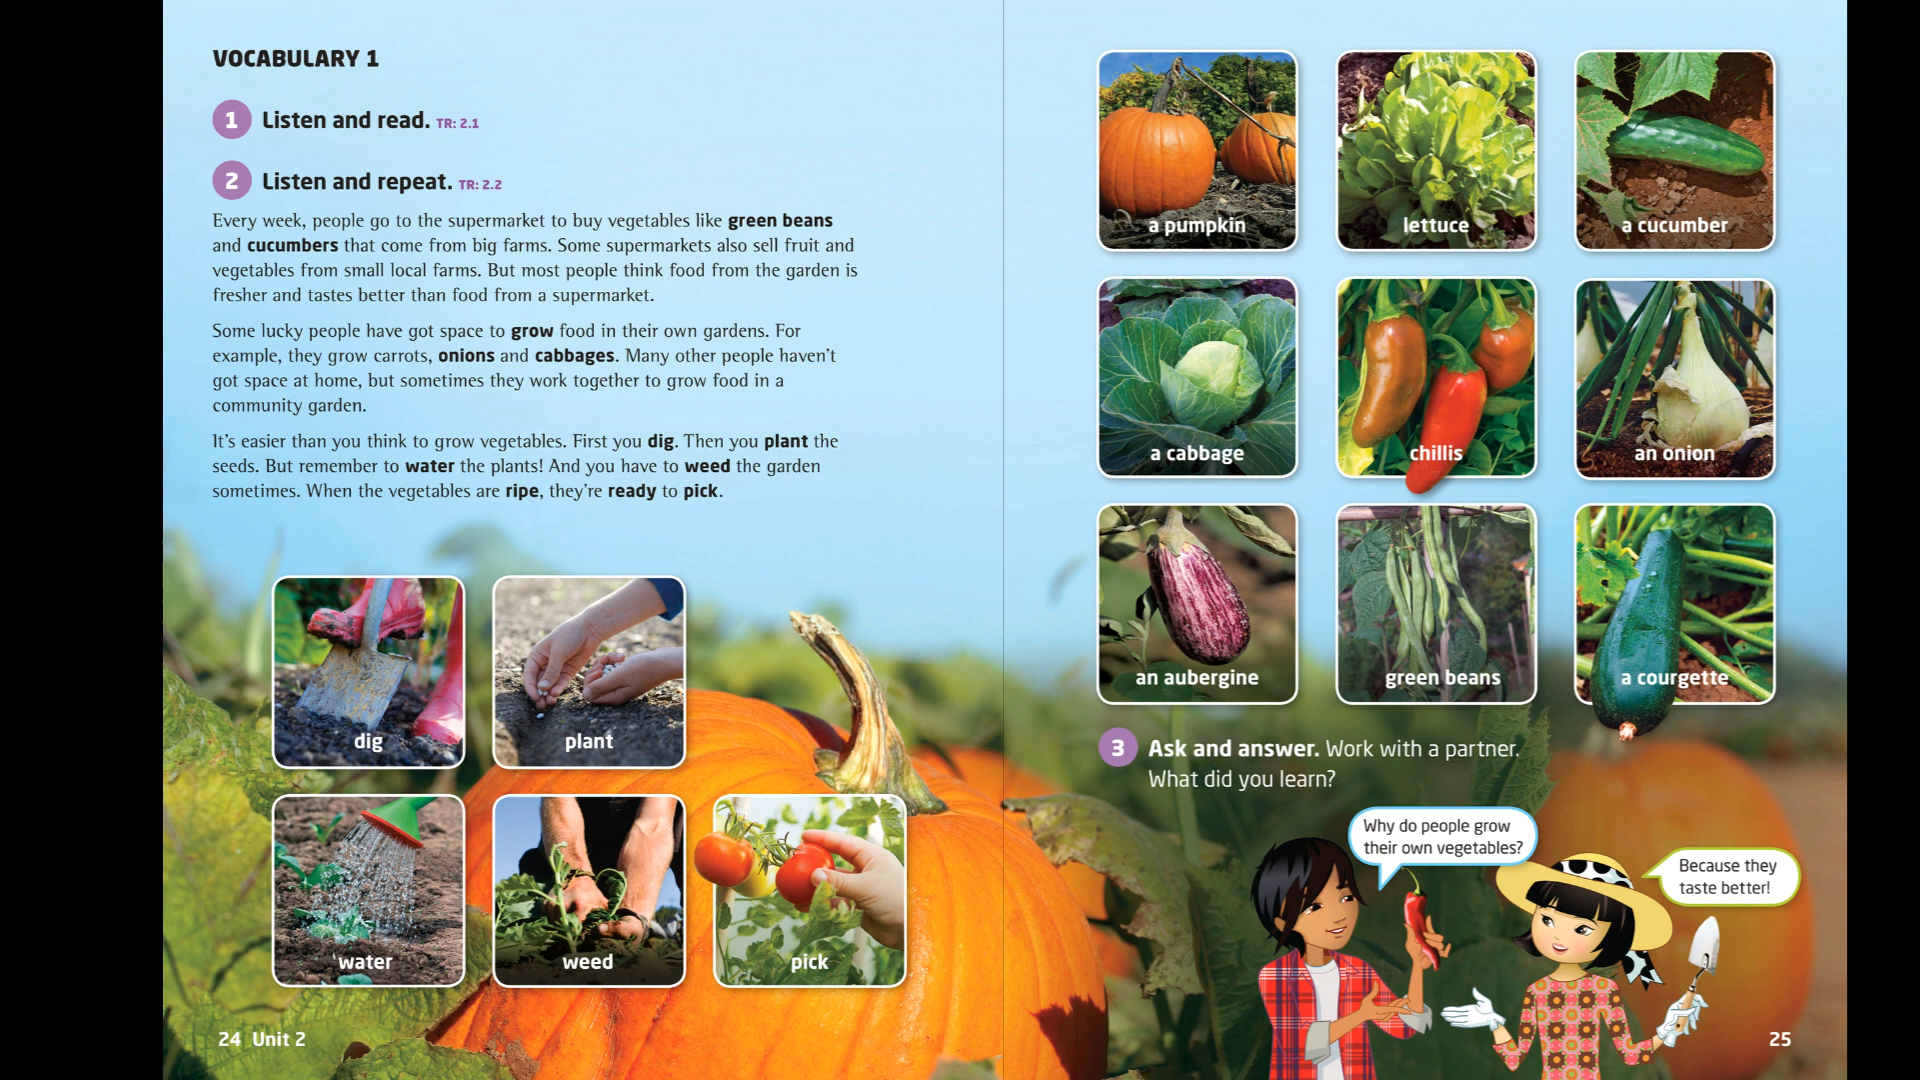 VOCABULARY 1
1 Listen and read. TR: 2.1
2 Listen and repeat. TR: 2.2
Every week, people go to the supermarket to buy vegetables like green beans
and cucumbers that come from big farms. Some supermarkets also sell fruit and
vegetables from small local farms. But most people think food from the garden is
fresher and tastes better than food from a supermarket.
Some lucky people have got space to grow food in their own gardens. For
example, they grow carrots, onions and cabbages. Many other people haven't
got space at home, but sometimes they work together to grow food in a
community garden.
It's easier than you think to grow vegetables. First you dig. Then you plant the
seeds. But remember to water the plants! And you have to weed the garden
sometimes. When the vegetables are ripe, they're ready to pick.
dig
plant
water
weed
pick
24 Unit 2
a pumpkin
lettuce
a cucumber
a cabbage
chillis
an onion
an aubergine
green beans
a courgette
3 Ask and answer. Work with a partner.
What did you learn?
Why do people grow
their own vegetables?
Because they
taste better!
25